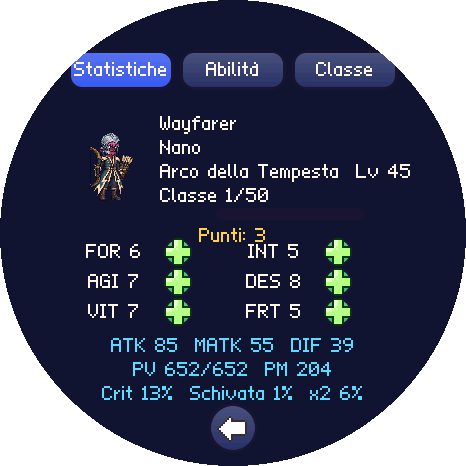 Statistiche Abilità Classe
Wayfarer
Nano
Arco della Tempesta Lv 45
Classe 1/50
Punti: 3
FOR 6 INT 5
AGI 7 DES 8
VIT 7 FRT 5
ATK 85 MATK 55 DIF 39
PV 652/652 PM 204
Crit 13% Schivata 1% x2 6%